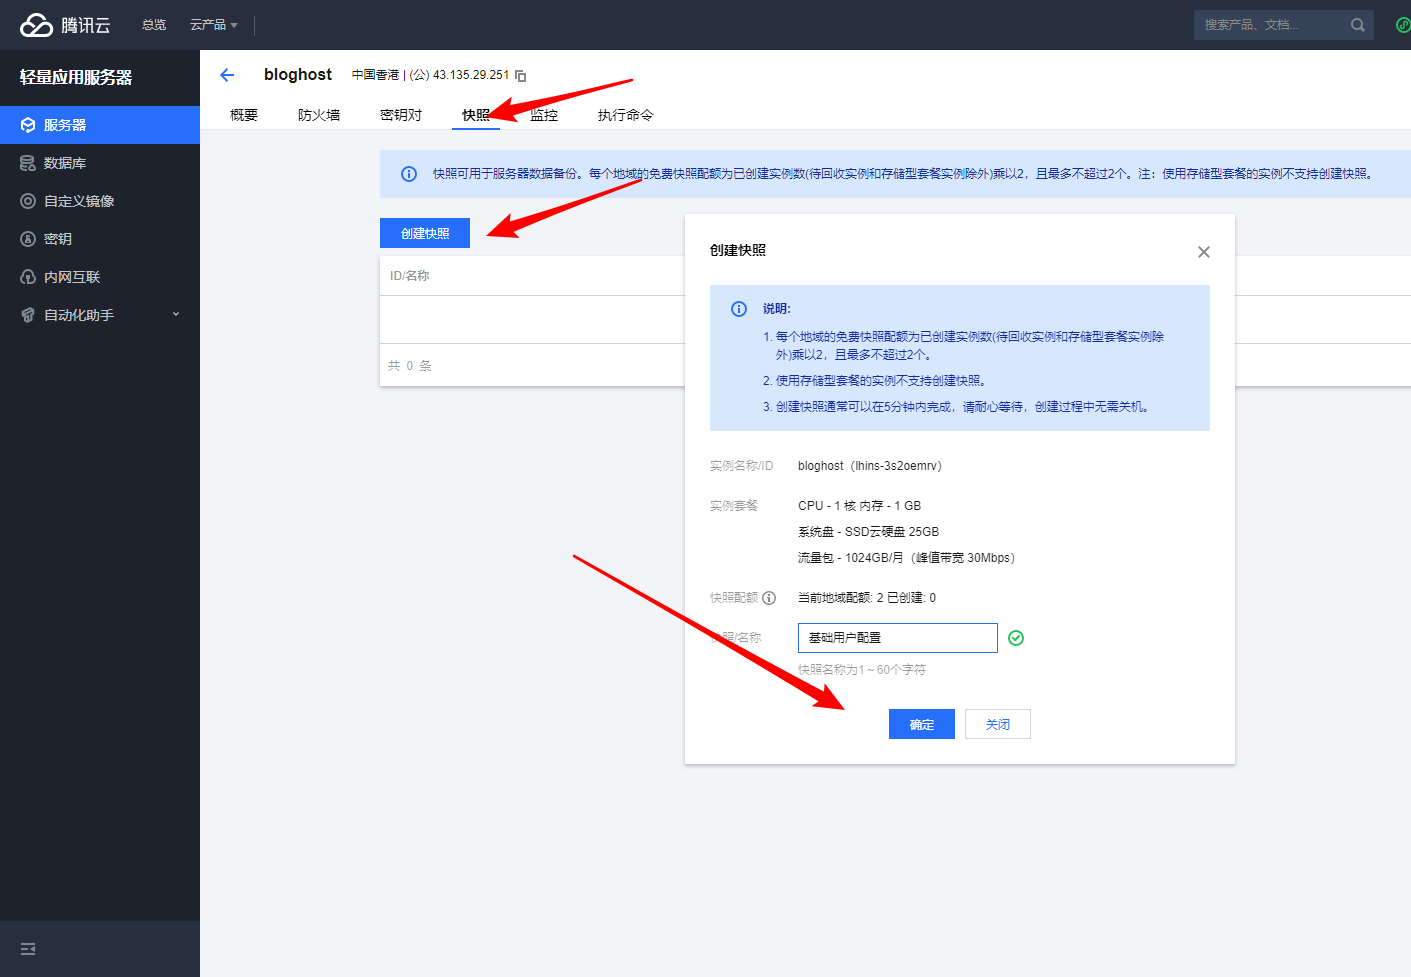 腾讯云
总览
云产品
搜索产品、文档...
轻量应用服务器
服务器
数据库
自定义镜像
密钥
内网互联
自动化助手
bloghost
中国香港 | (公) 43.135.29.251
概要
防火墙
密钥对
快照
监控
执行命令
快照可用于服务器数据备份。每个地域的免费快照配额为已创建实例数(待回收实例和存储型套餐实例除外)乘以2，且最多不超过2个。注：使用存储型套餐的实例不支持创建快照。
创建快照
ID/名称
共 0 条
创建快照
说明:
1. 每个地域的免费快照配额为已创建实例数(待回收实例和存储型套餐实例除
外)乘以2，且最多不超过2个。
2. 使用存储型套餐的实例不支持创建快照。
3. 创建快照通常可以在5分钟内完成，请耐心等待，创建过程中无需关机。
实例名称/ID
bloghost（lhins-3s2oemrv）
实例套餐
CPU - 1 核 内存 - 1 GB
系统盘 - SSD云硬盘 25GB
流量包 - 1024GB/月（峰值带宽 30Mbps）
快照配额
当前地域配额: 2 已创建: 0
快照/名称
基础用户配置
快照名称为1 ~ 60个字符
确定
关闭